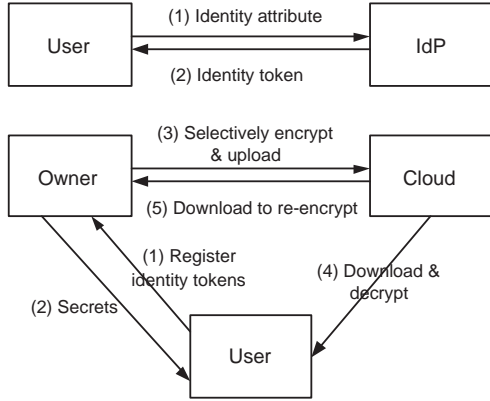 (1) Identity attribute
User
IdP
(2) Identity token
(3) Selectively encrypt
& upload
Owner
Cloud
(5) Download to re-encrypt
(1) Register
identity tokens
(4) Download &
decrypt
(2) Secrets
User